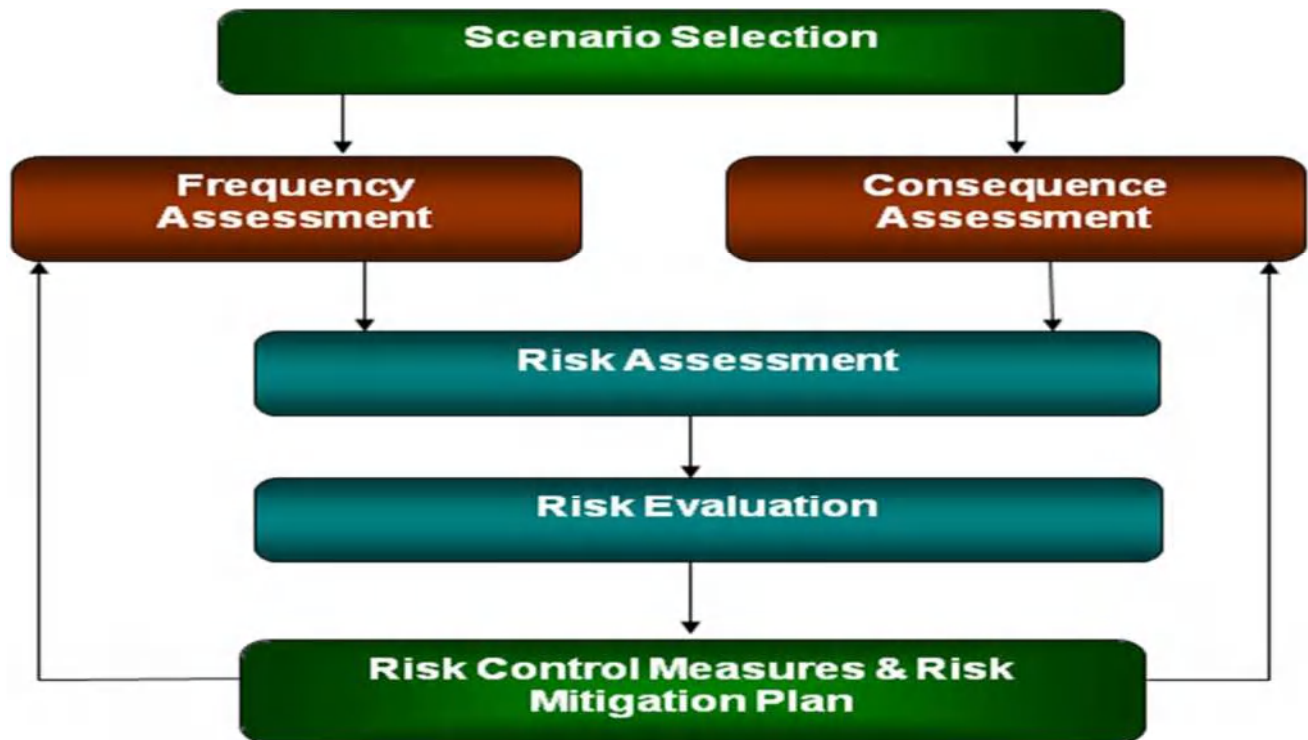 Scenario Selection
Frequency
Assessment
Consequence
Assessment
Risk Assessment
Risk Evaluation
Risk Control Measures & Risk
Mitigation Plan